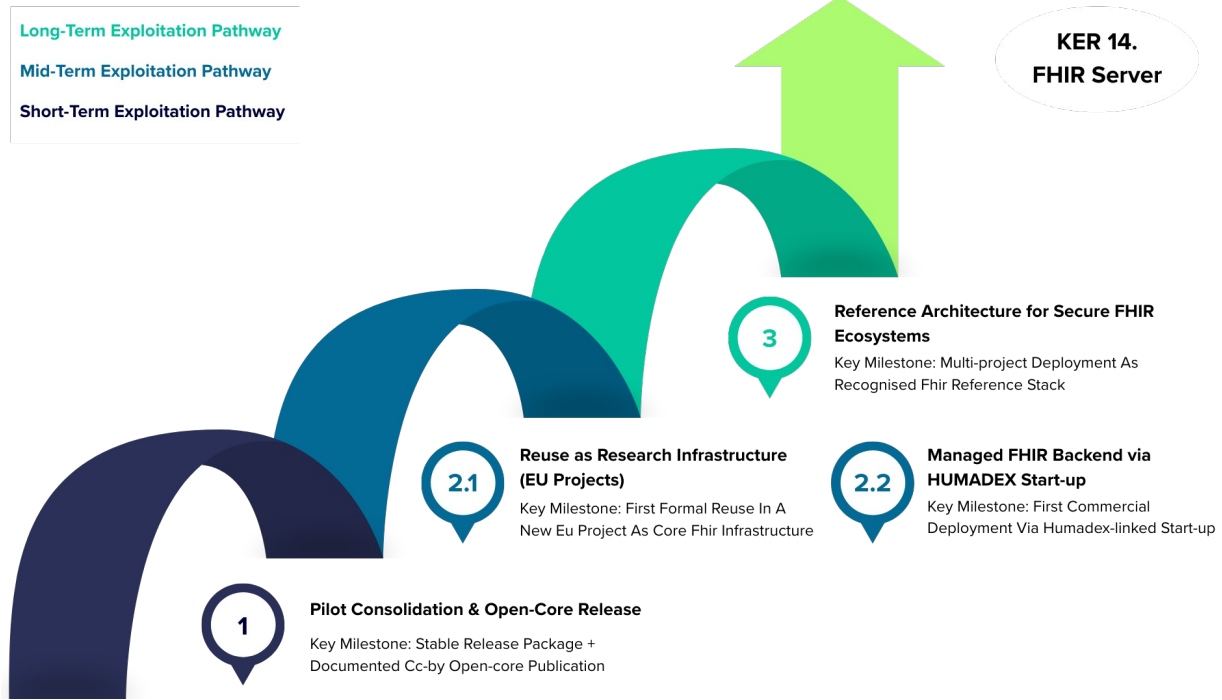 Long-Term Exploitation Pathway
Mid-Term Exploitation Pathway
Short-Term Exploitation Pathway
KER 14.
FHIR Server
3
Reference Architecture for Secure FHIR
Ecosystems
Key Milestone: Multi-project Deployment As
Recognised Fhir Reference Stack
2.1
Reuse as Research Infrastructure
(EU Projects)
Key Milestone: First Formal Reuse In A
New Eu Project As Core Fhir Infrastructure
2.2
Managed FHIR Backend via
HUMADEX Start-up
Key Milestone: First Commercial
Deployment Via Humadex-linked Start-up
1
Pilot Consolidation & Open-Core Release
Key Milestone: Stable Release Package +
Documented Cc-by Open-core Publication